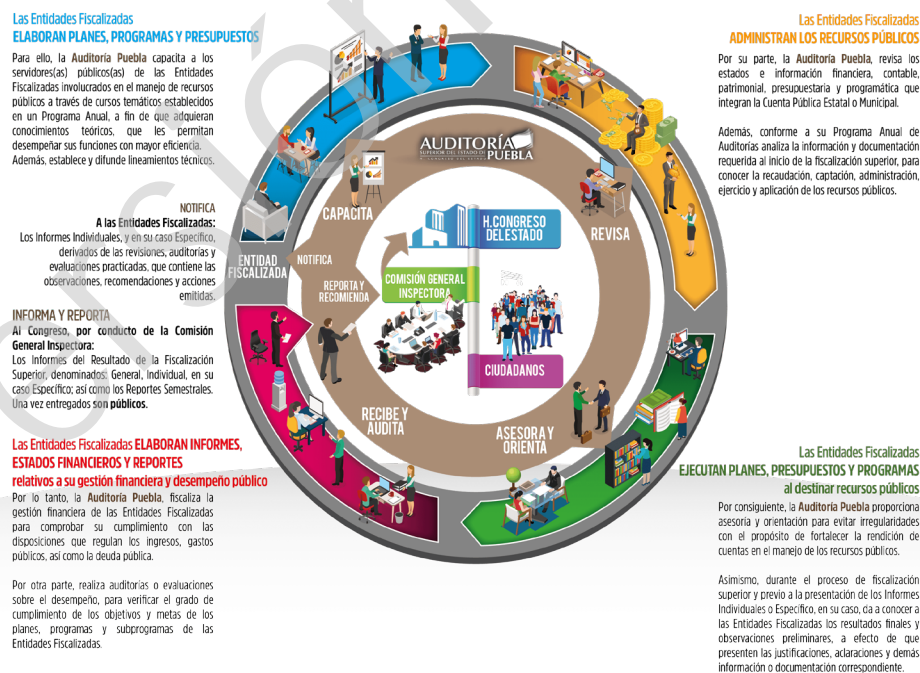 Las Entidades Fiscalizadas
ELABORAN PLANES, PROGRAMAS Y PRESUPUESTOS
Para ello, la Auditoría Puebla capacita a los
servidores(as) públicos(as) de las Entidades
Fiscalizadas involucrados en el manejo de recursos
públicos a través de cursos temáticos establecidos
en un Programa Anual, a fin de que adquieran
conocimientos teóricos, que les permitan
desempeñar sus funciones con mayor eficiencia.
Además, establece y difunde lineamientos técnicos.
NOTIFICA
A las Entidades Fiscalizadas:
Los Informes Individuales, y en su caso Específico,
derivados de las revisiones, auditorías y
evaluaciones practicadas, que contiene las
observaciones, recomendaciones y acciones
emitidas.
INFORMA Y REPORTA
Al Congreso, por conducto de la Comisión
General Inspectora:
Los Informes del Resultado de la Fiscalización
Superior, denominados: General, Individual, en su
caso Específico; así como los Reportes Semestrales.
Una vez entregados son públicos.
Las Entidades Fiscalizadas ELABORAN INFORMES,
ESTADOS FINANCIEROS Y REPORTES
relativos a su gestión financiera y desempeño público
Por lo tanto, la Auditoría Puebla, fiscaliza la
gestión financiera de las Entidades Fiscalizadas
para comprobar su cumplimiento con las
disposiciones que regulan los ingresos, gastos
públicos, así como la deuda pública.
Por otra parte, realiza auditorías o evaluaciones
sobre el desempeño, para verificar el grado de
cumplimiento de los objetivos y metas de los
planes, programas y subprogramas de las
Entidades Fiscalizadas.
AUDITORÍA
SUPERIOR DEL ESTADO DE PUEBLA
H. CONGRESO DEL ESTADO
CAPACITA
REVISA
ENTIDAD
FISCALIZADA
NOTIFICA
REPORTA Y
RECOMIENDA
H. CONGRESO
DEL ESTADO
COMISIÓN GENERAL
INSPECTORA
CIUDADANOS
RECIBE Y
AUDITA
ASESORA Y
ORIENTA
Las Entidades Fiscalizadas
ADMINISTRAN LOS RECURSOS PÚBLICOS
Por su parte, la Auditoría Puebla, revisa los
estados e información financiera, contable,
patrimonial, presupuestaria y programática que
integran la Cuenta Pública Estatal o Municipal.
Además, conforme a su Programa Anual de
Auditorías analiza la información y documentación
requerida al inicio de la fiscalización superior, para
conocer la recaudación, captación, administración,
ejercicio y aplicación de los recursos públicos.
Las Entidades Fiscalizadas
EJECUTAN PLANES, PRESUPUESTOS Y PROGRAMAS
al destinar recursos públicos
Por consiguiente, la Auditoría Puebla proporciona
asesoría y orientación para evitar irregularidades
con el propósito de fortalecer la rendición de
cuentas en el manejo de los recursos públicos.
Asimismo, durante el proceso de fiscalización
superior y previo a la presentación de los Informes
Individuales o Específico, en su caso, da a conocer a
las Entidades Fiscalizadas los resultados finales y
observaciones preliminares, a efecto de que
presenten las justificaciones, aclaraciones y demás
información o documentación correspondiente.